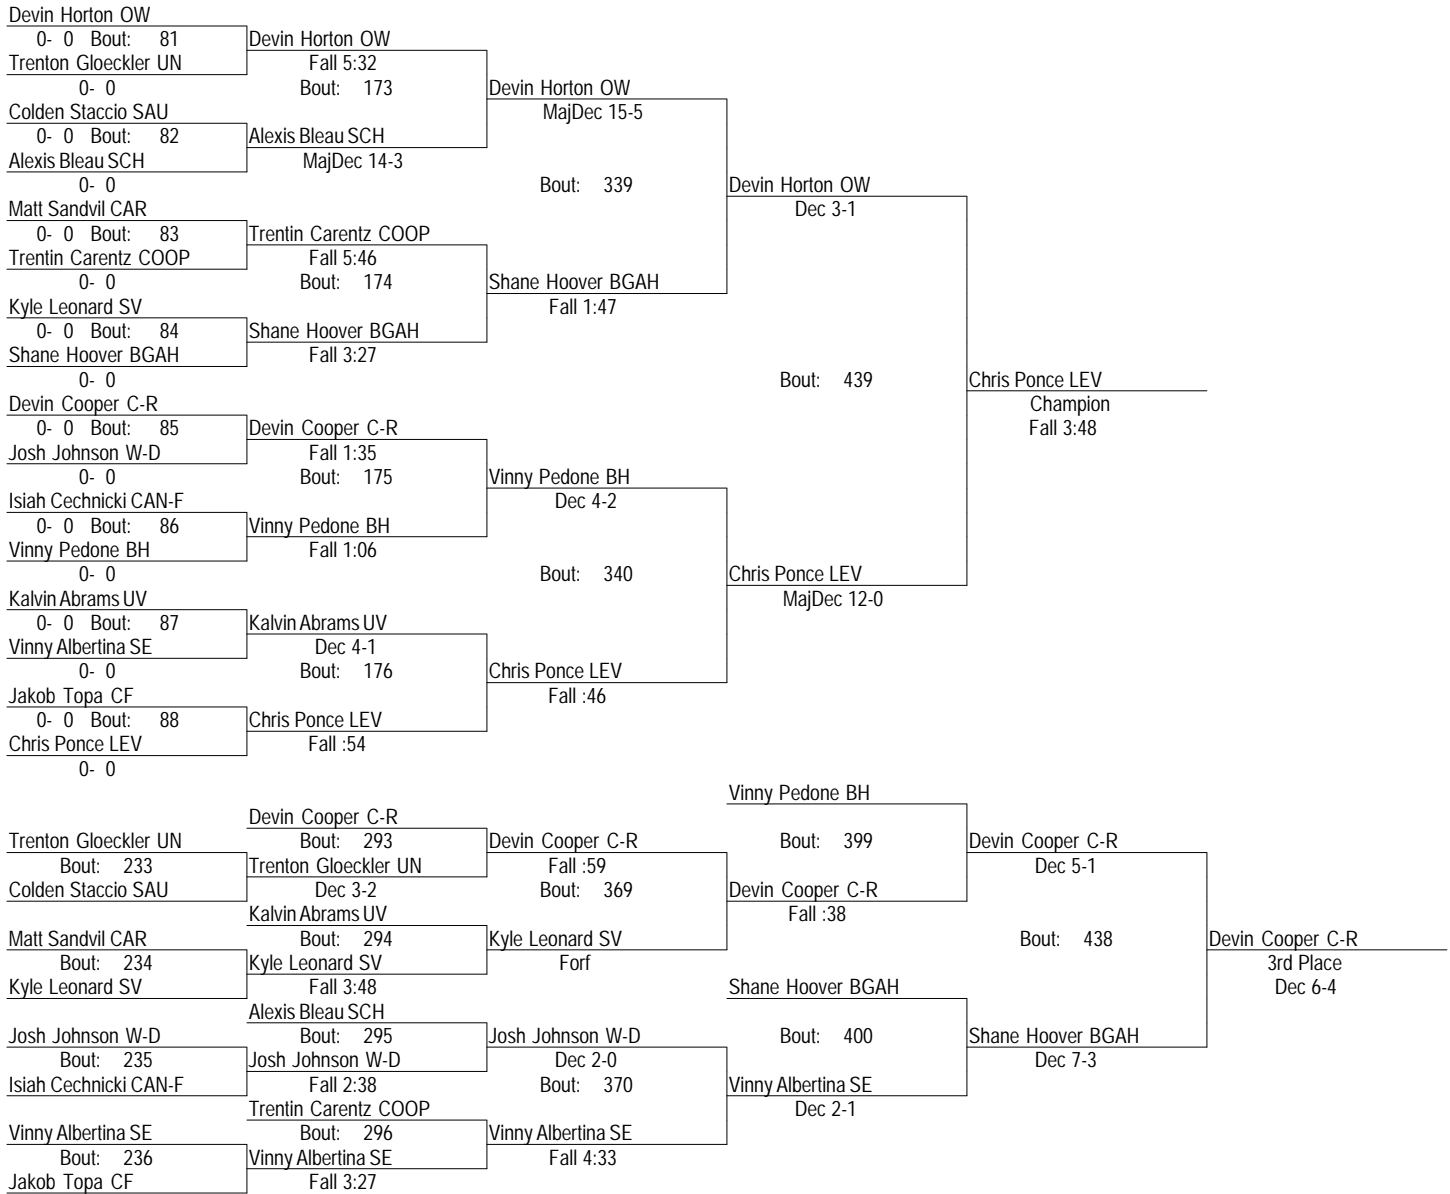 Devin Horton OW
0- 0 Bout: 81
Devin Horton OW
Trenton Gloeckler UN
Fall 5:32
0- 0
Bout: 173
Devin Horton OW
Colden Staccio SAU
MajDec 15-5
0- 0 Bout: 82
Alexis Bleau SCH
Alexis Bleau SCH
MajDec 14-3
0- 0
Bout: 339
Devin Horton OW
Matt Sandvil CAR
Dec 3-1
0- 0 Bout: 83
Trentin Carentz COOP
Trentin Carentz COOP
Fall 5:46
0- 0
Bout: 174
Shane Hoover BGAH
Kyle Leonard SV
Fall 1:47
0- 0 Bout: 84
Shane Hoover BGAH
Shane Hoover BGAH
Fall 3:27
0- 0
Bout: 439
Chris Ponce LEV
Devin Cooper C-R
Champion
0- 0 Bout: 85
Devin Cooper C-R
Fall 3:48
Josh Johnson W-D
Fall 1:35
0- 0
Bout: 175
Vinny Pedone BH
Isiah Cechnicki CAN-F
Dec 4-2
0- 0 Bout: 86
Vinny Pedone BH
Vinny Pedone BH
Fall 1:06
0- 0
Bout: 340
Chris Ponce LEV
Kalvin Abrams UV
MajDec 12-0
0- 0 Bout: 87
Kalvin Abrams UV
Vinny Albertina SE
Dec 4-1
0- 0
Bout: 176
Chris Ponce LEV
Jakob Topa CF
Fall :46
0- 0 Bout: 88
Chris Ponce LEV
Chris Ponce LEV
Fall :54
0- 0
Vinny Pedone BH
Devin Cooper C-R
Trenton Gloeckler UN
Bout: 293
Devin Cooper C-R
Bout: 399
Devin Cooper C-R
Bout: 233
Trenton Gloeckler UN
Fall :59
Dec 5-1
Colden Staccio SAU
Dec 3-2
Bout: 369
Devin Cooper C-R
Kalvin Abrams UV
Fall :38
Matt Sandvil CAR
Bout: 294
Kyle Leonard SV
Bout: 438
Devin Cooper C-R
Bout: 234
Kyle Leonard SV
Forf
3rd Place
Kyle Leonard SV
Fall 3:48
Shane Hoover BGAH
Dec 6-4
Alexis Bleau SCH
Josh Johnson W-D
Bout: 295
Josh Johnson W-D
Bout: 400
Shane Hoover BGAH
Bout: 235
Josh Johnson W-D
Dec 2-0
Dec 7-3
Isiah Cechnicki CAN-F
Fall 2:38
Bout: 370
Vinny Albertina SE
Trentin Carentz COOP
Dec 2-1
Vinny Albertina SE
Bout: 296
Vinny Albertina SE
Bout: 236
Vinny Albertina SE
Fall 4:33
Jakob Topa CF
Fall 3:27